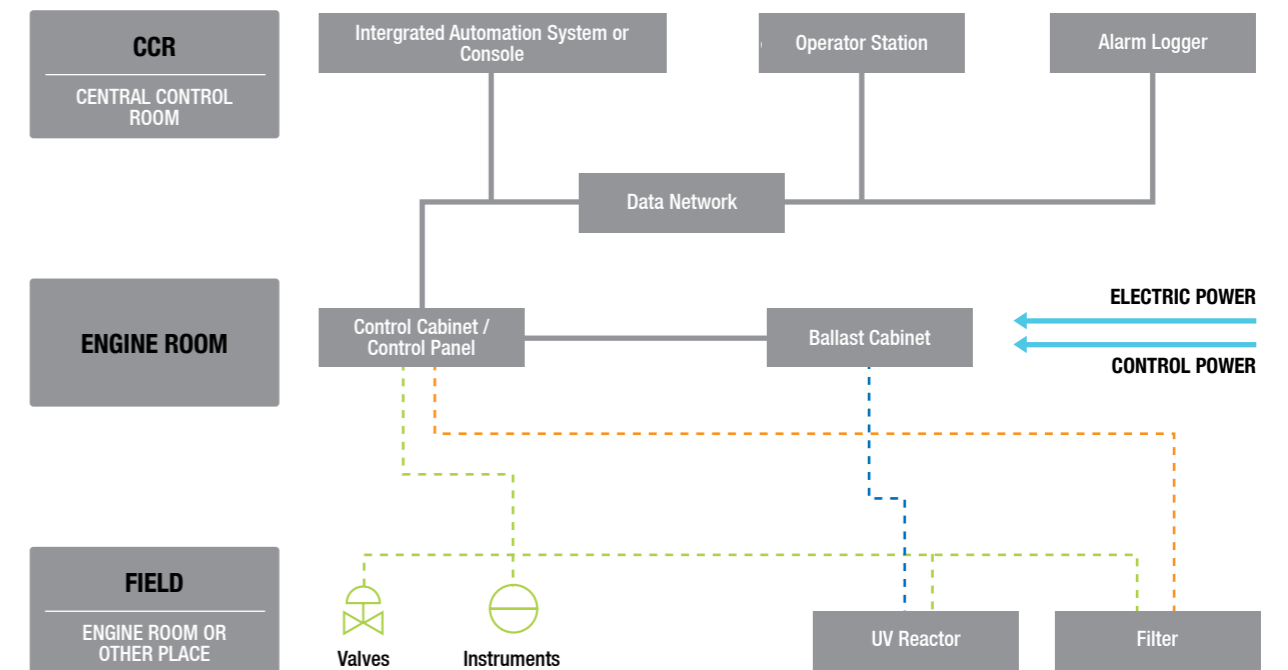 CCR
CENTRAL CONTROL
ROOM
Intergrated Automation System or
Console
Operator Station
Alarm Logger
Data Network
ENGINE ROOM
Control Cabinet /
Control Panel
Ballast Cabinet
ELECTRIC POWER
CONTROL POWER
FIELD
ENGINE ROOM OR
OTHER PLACE
Valves
Instruments
UV Reactor
Filter